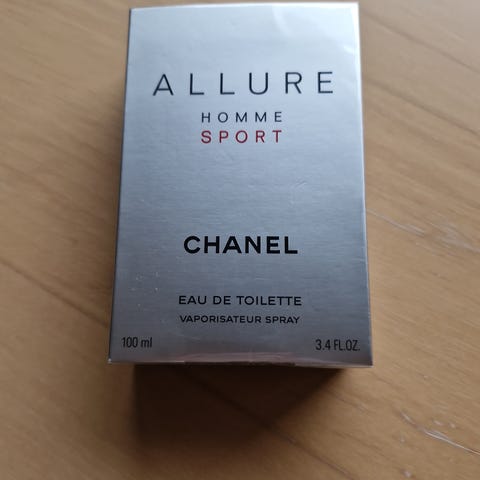 ALLURE
HOMME
SPORT
CHANEL
EAU DE TOILETTE
VAPORISATEUR SPRAY
100 ml 3.4 FL.OZ.